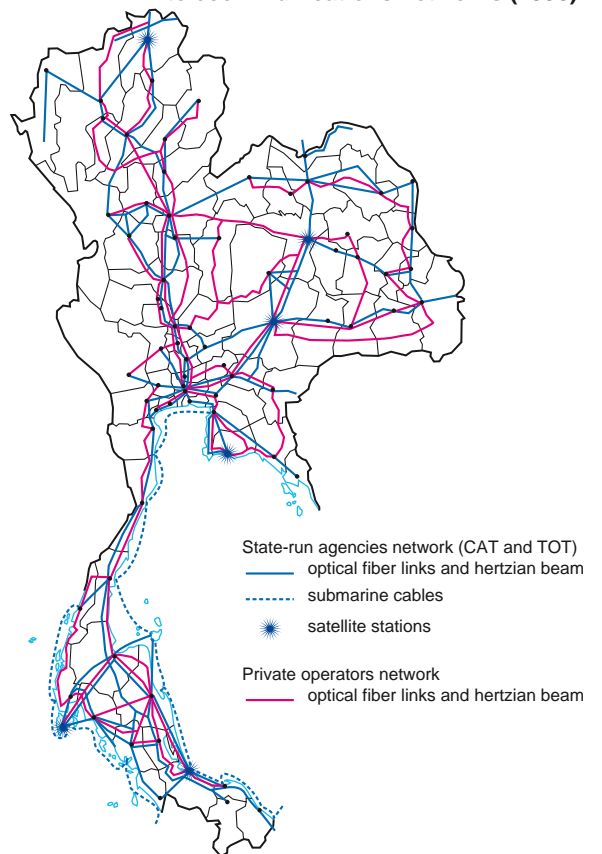 State-run agencies network (CAT and TOT)
optical fiber links and hertzian beam
submarine cables
satellite stations
Private operators network
optical fiber links and hertzian beam